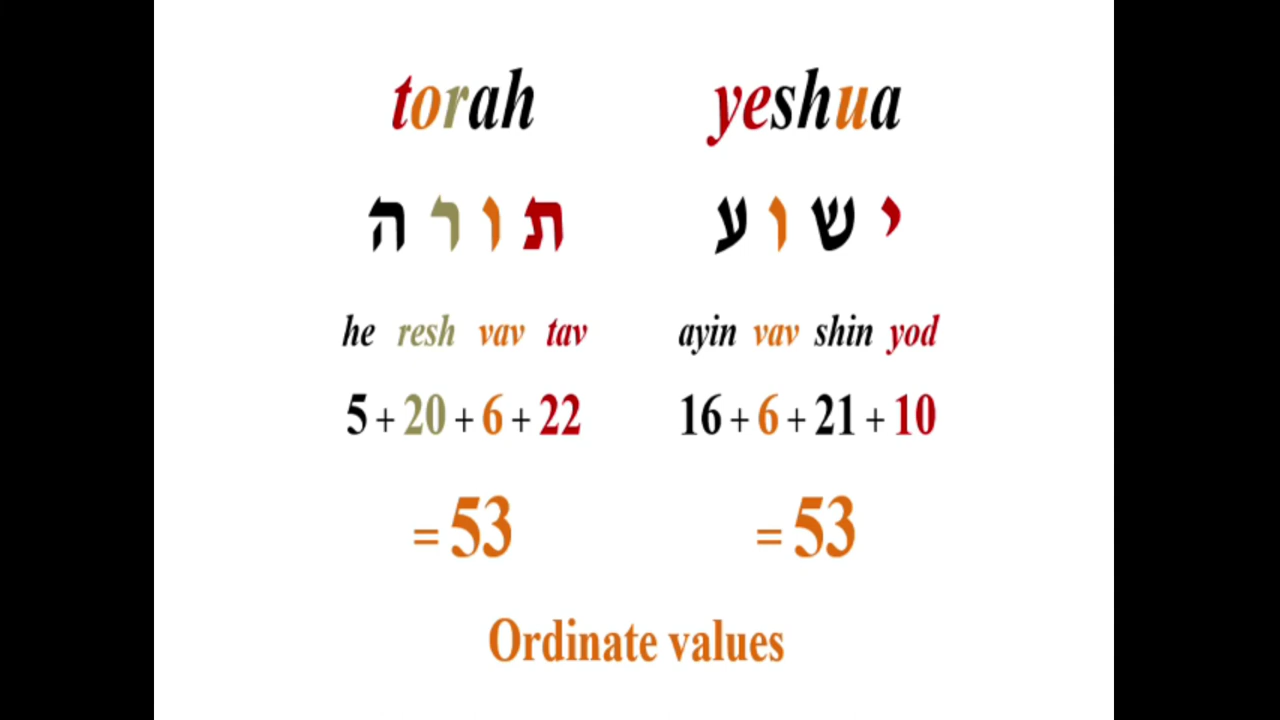 torah yeshua
תורה ישוע
he resh vav tav ayin vav shin yod
5 + 20 + 6 + 22 16 + 6 + 21 + 10
= 53 = 53
Ordinate values